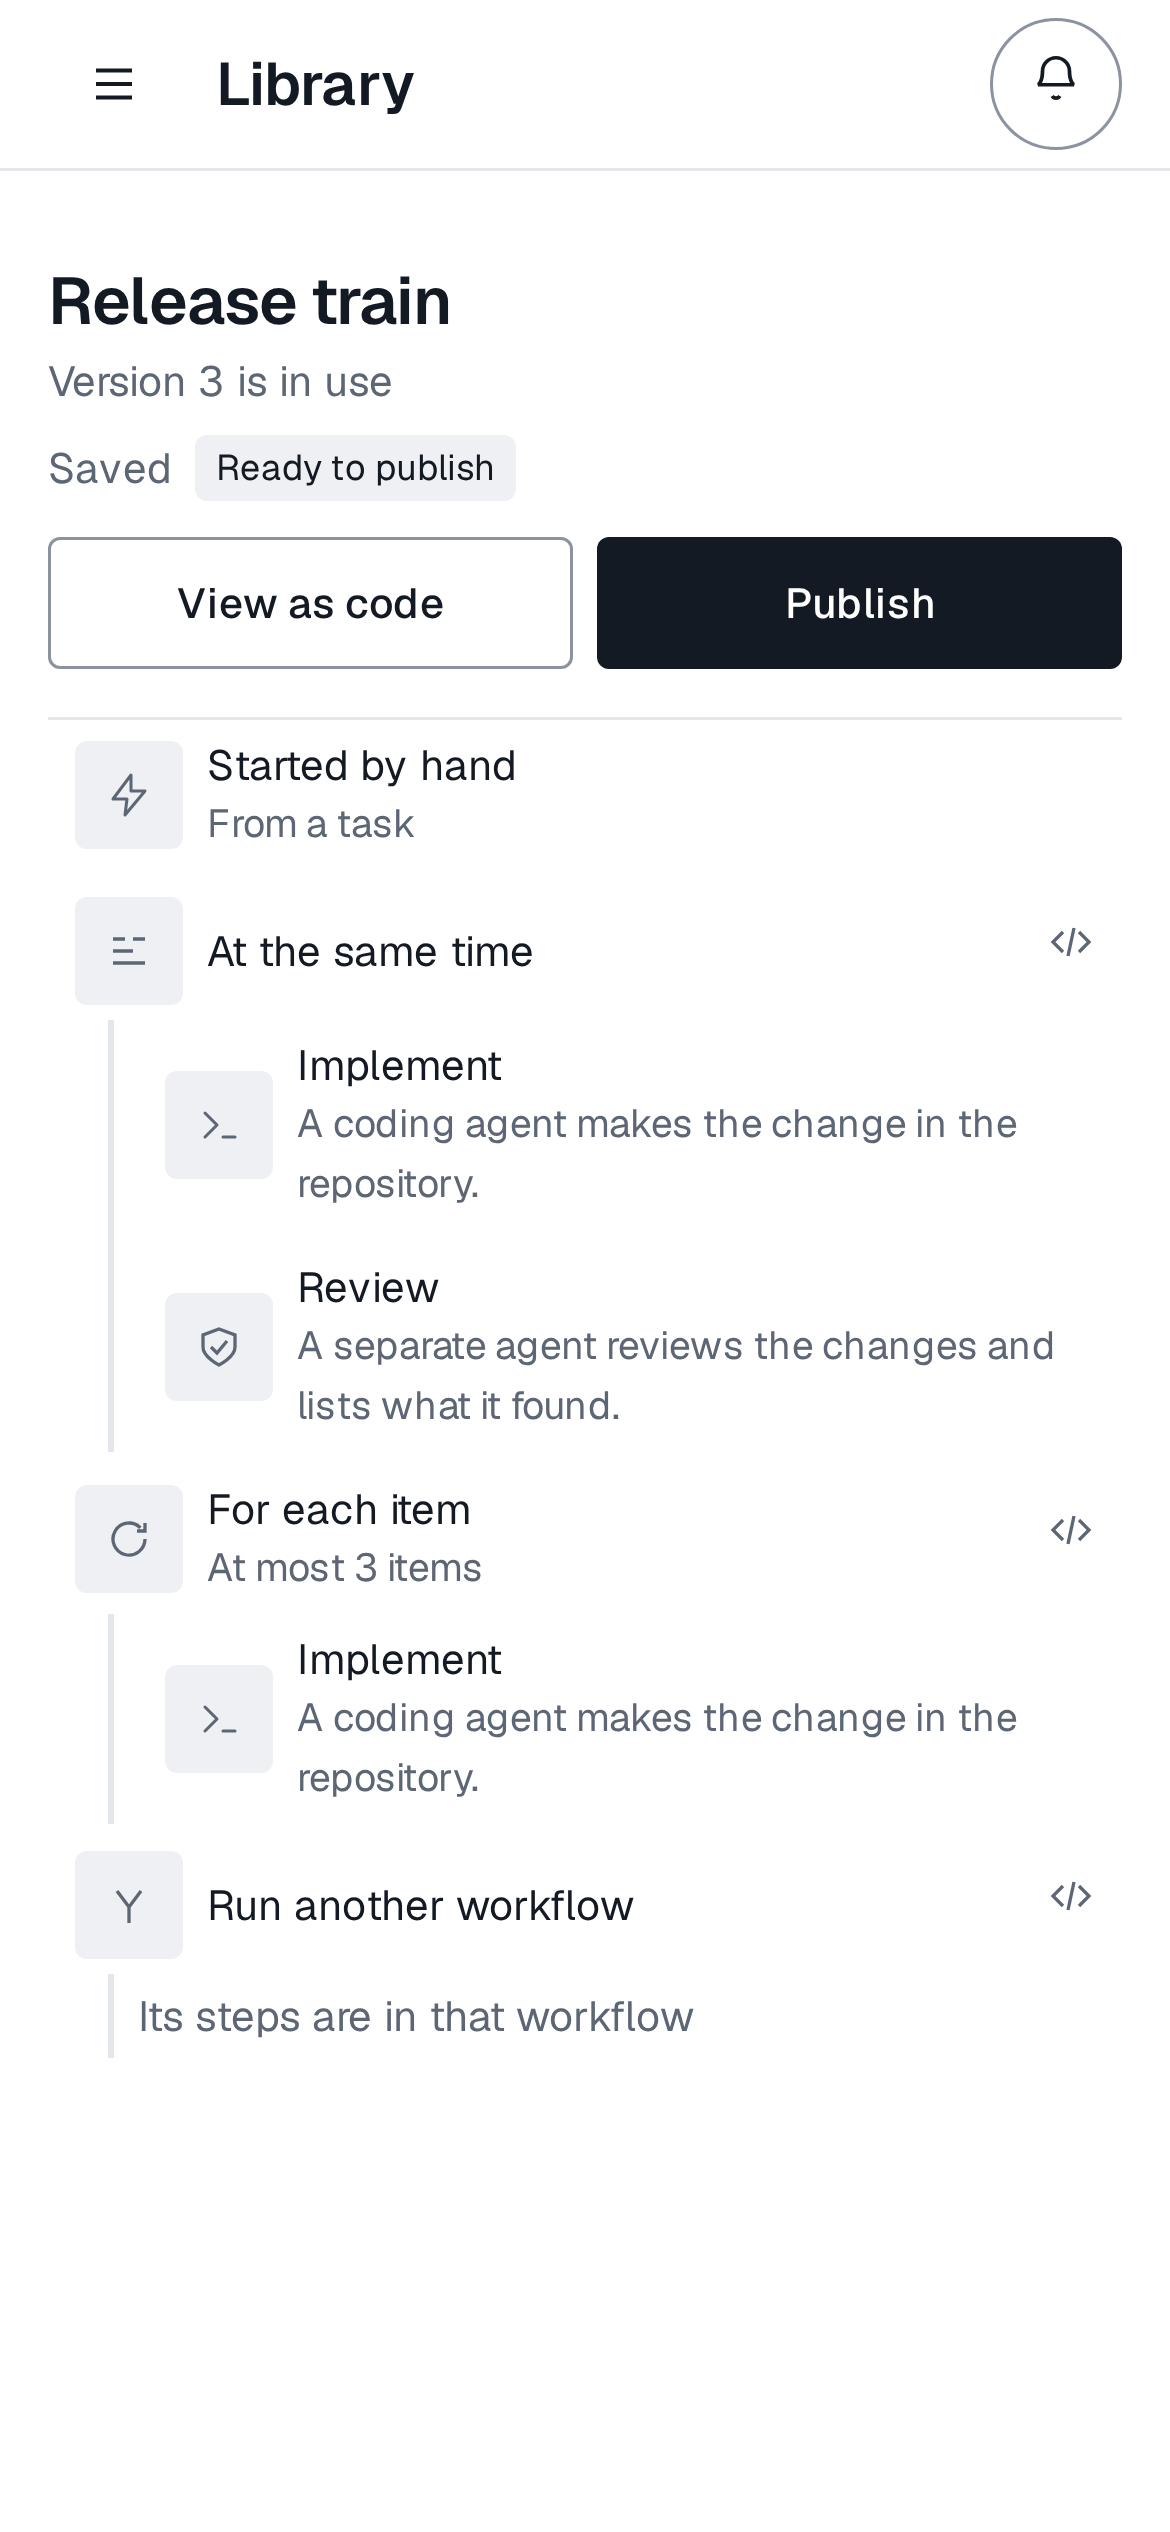 Library
Release train
Version 3 is in use
Saved Ready to publish
View as code Publish
Started by hand
From a task
At the same time
Implement
A coding agent makes the change in the
repository.
Review
A separate agent reviews the changes and
lists what it found.
For each item
At most 3 items
Implement
A coding agent makes the change in the
repository.
Run another workflow
Its steps are in that workflow